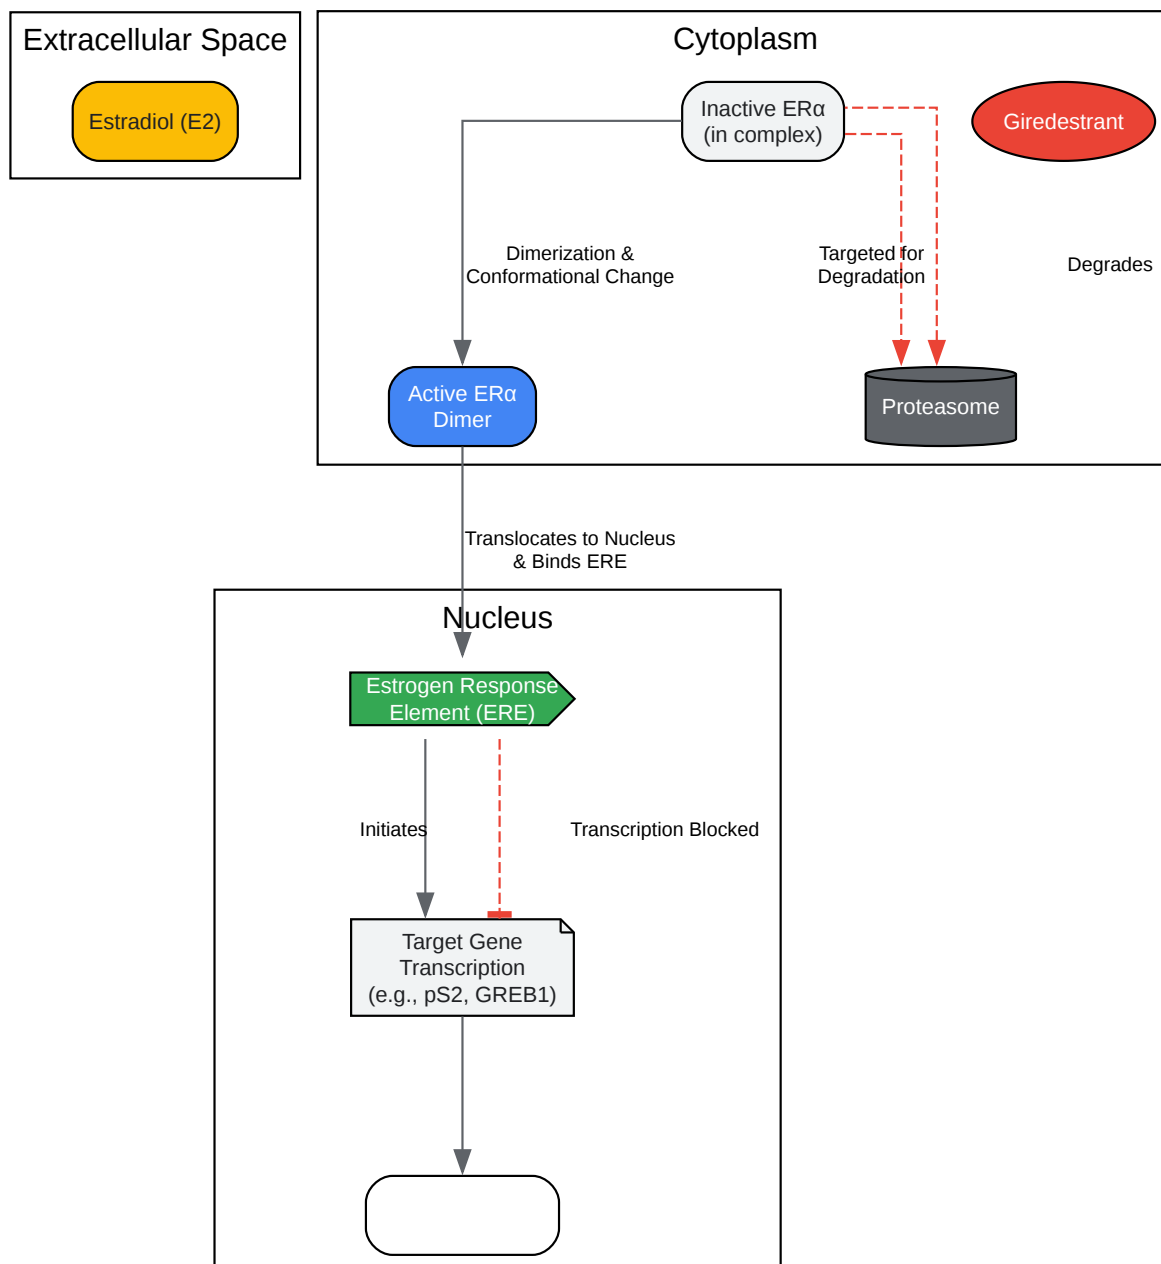 Extracellular Space
Estradiol (E2)
Cytoplasm
Inactive ERα
(in complex)
Giredestrant
Dimerization &
Conformational Change
Targeted for
Degradation
Degrades
Active ERα
Dimer
Proteasome
Translocates to Nucleus
& Binds ERE
Nucleus
Estrogen Response
Element (ERE)
Initiates
Transcription Blocked
Target Gene
Transcription
(e.g., pS2, GREB1)